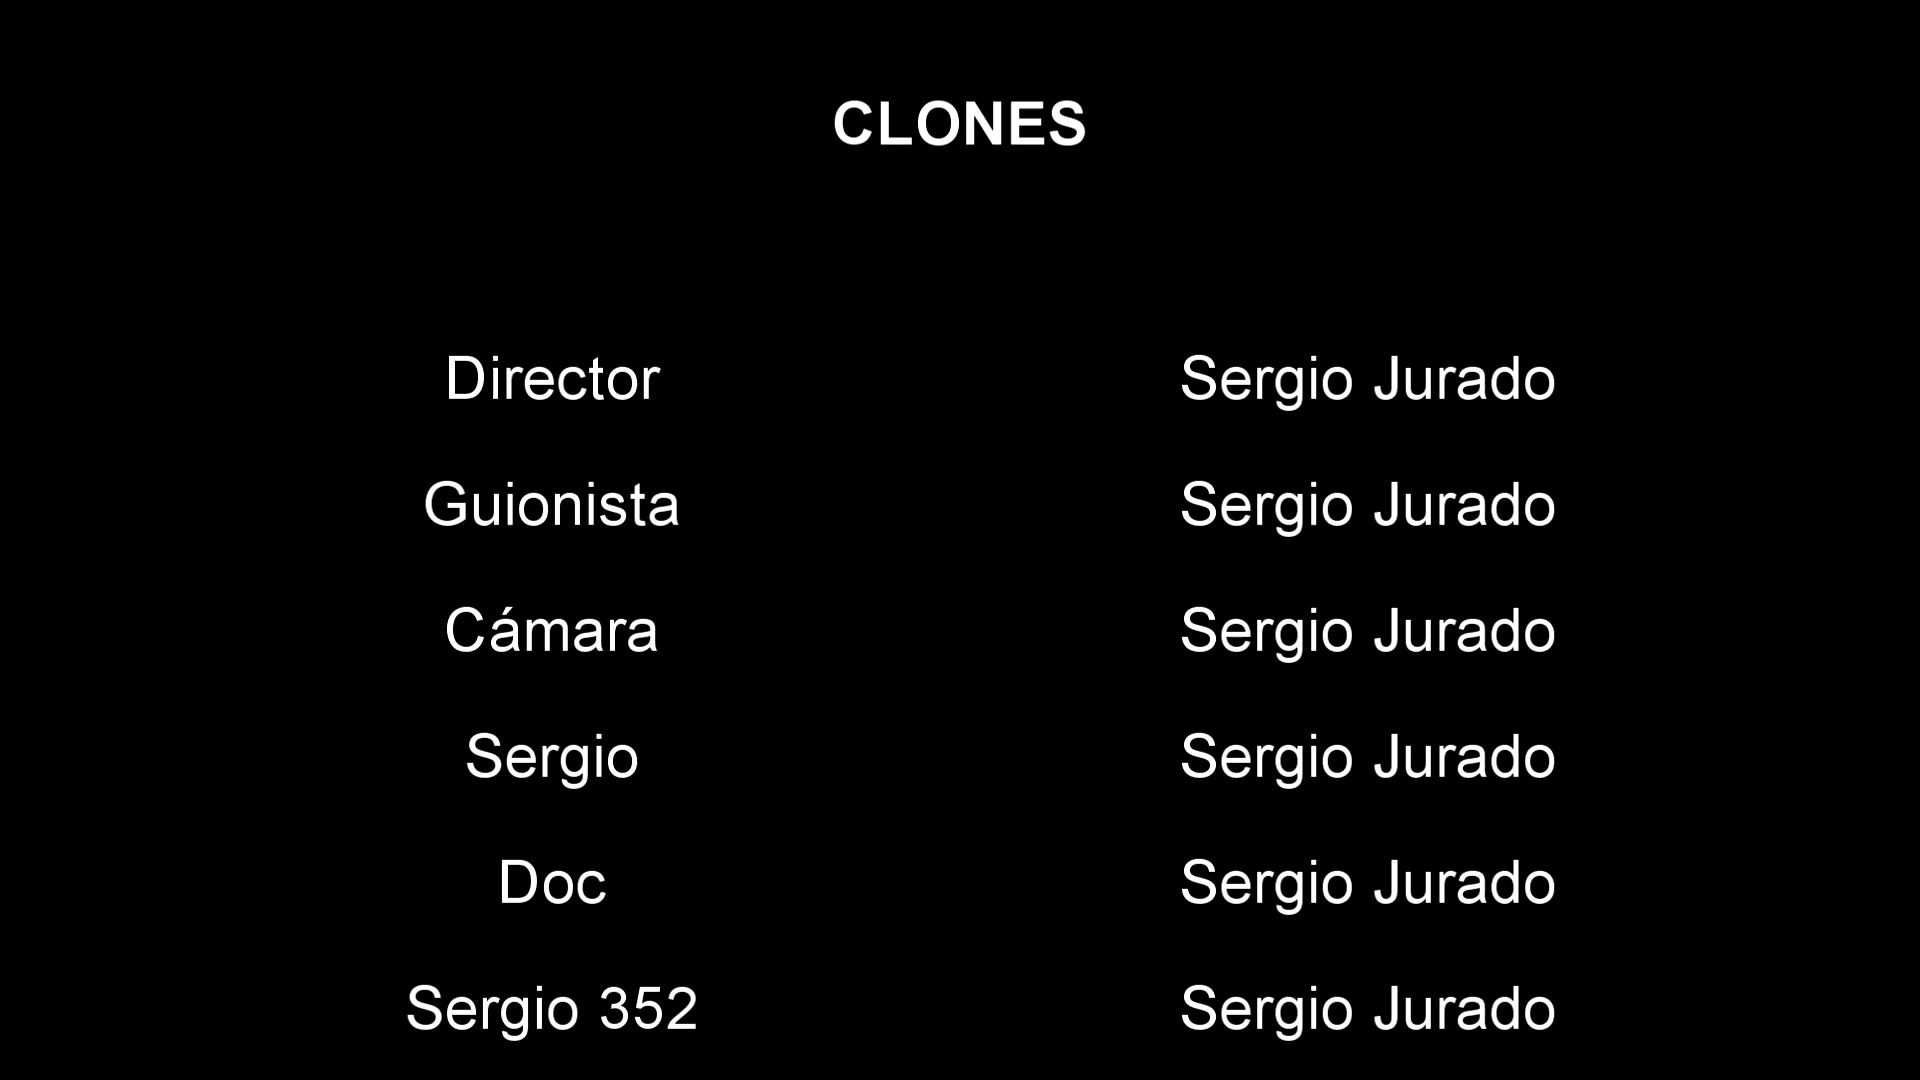 CLONES
Director Sergio Jurado
Guionista Sergio Jurado
Cámara Sergio Jurado
Sergio Sergio Jurado
Doc Sergio Jurado
Sergio 352 Sergio Jurado